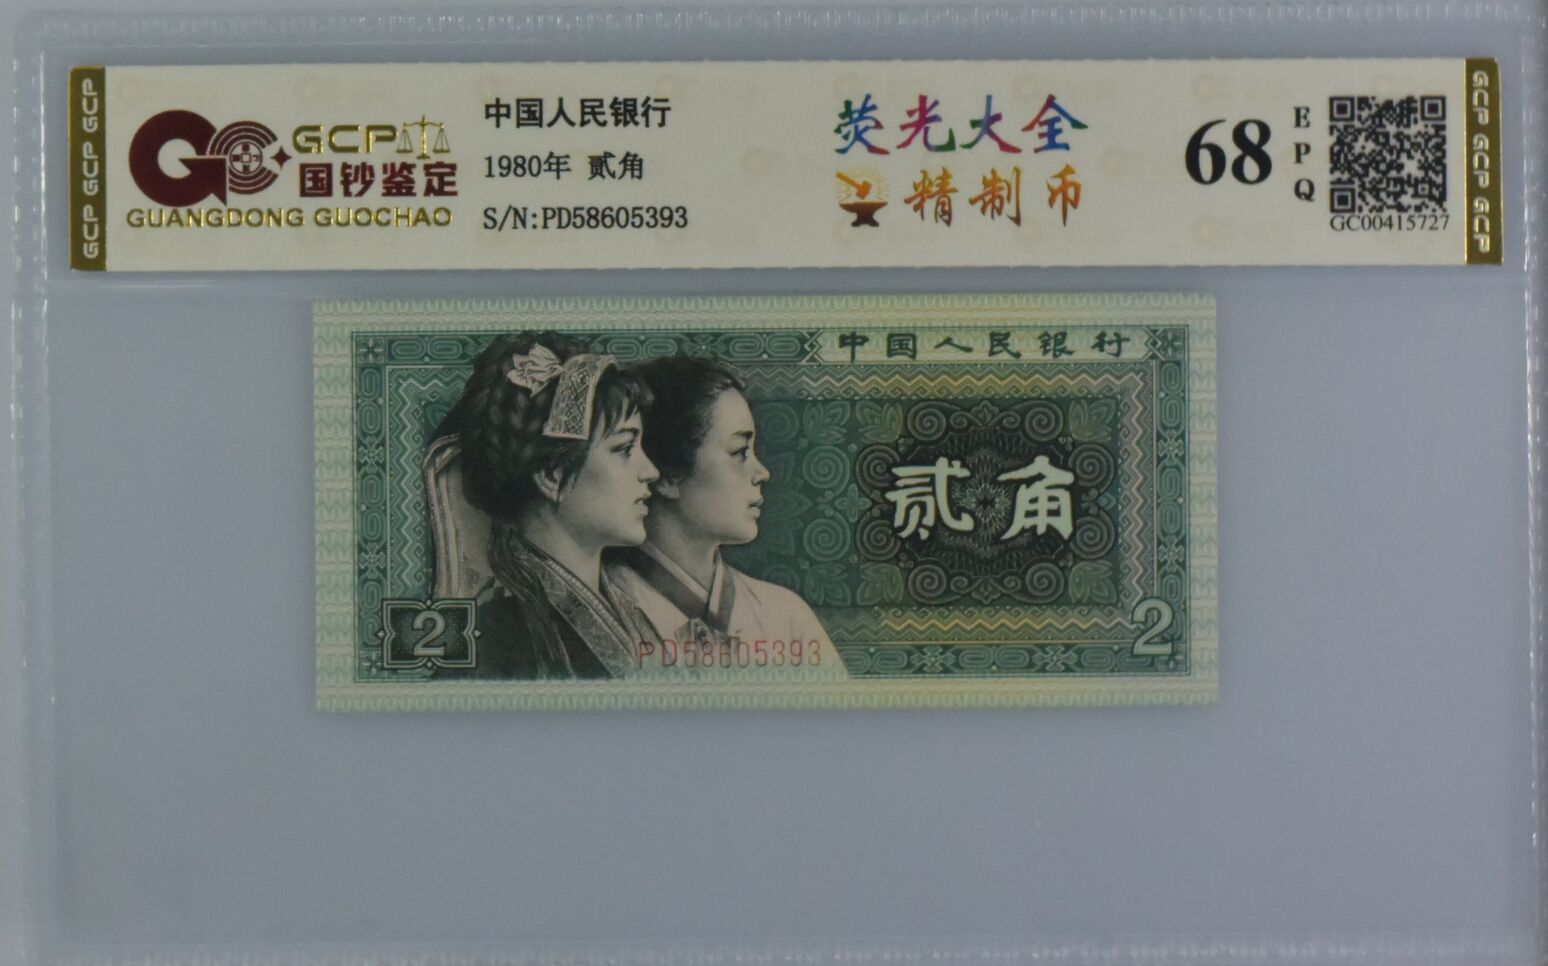 GCP GCP GCP
GCP
国钞鉴定
GUANGDONG GUOCHAO
中国人民银行
1980年 贰角
S/N:PD58605393
荧光大全
精制币
68
EPQ
GC00415727
GCP GCP GCP
中国人民银行
贰角
2
PD58605393
2